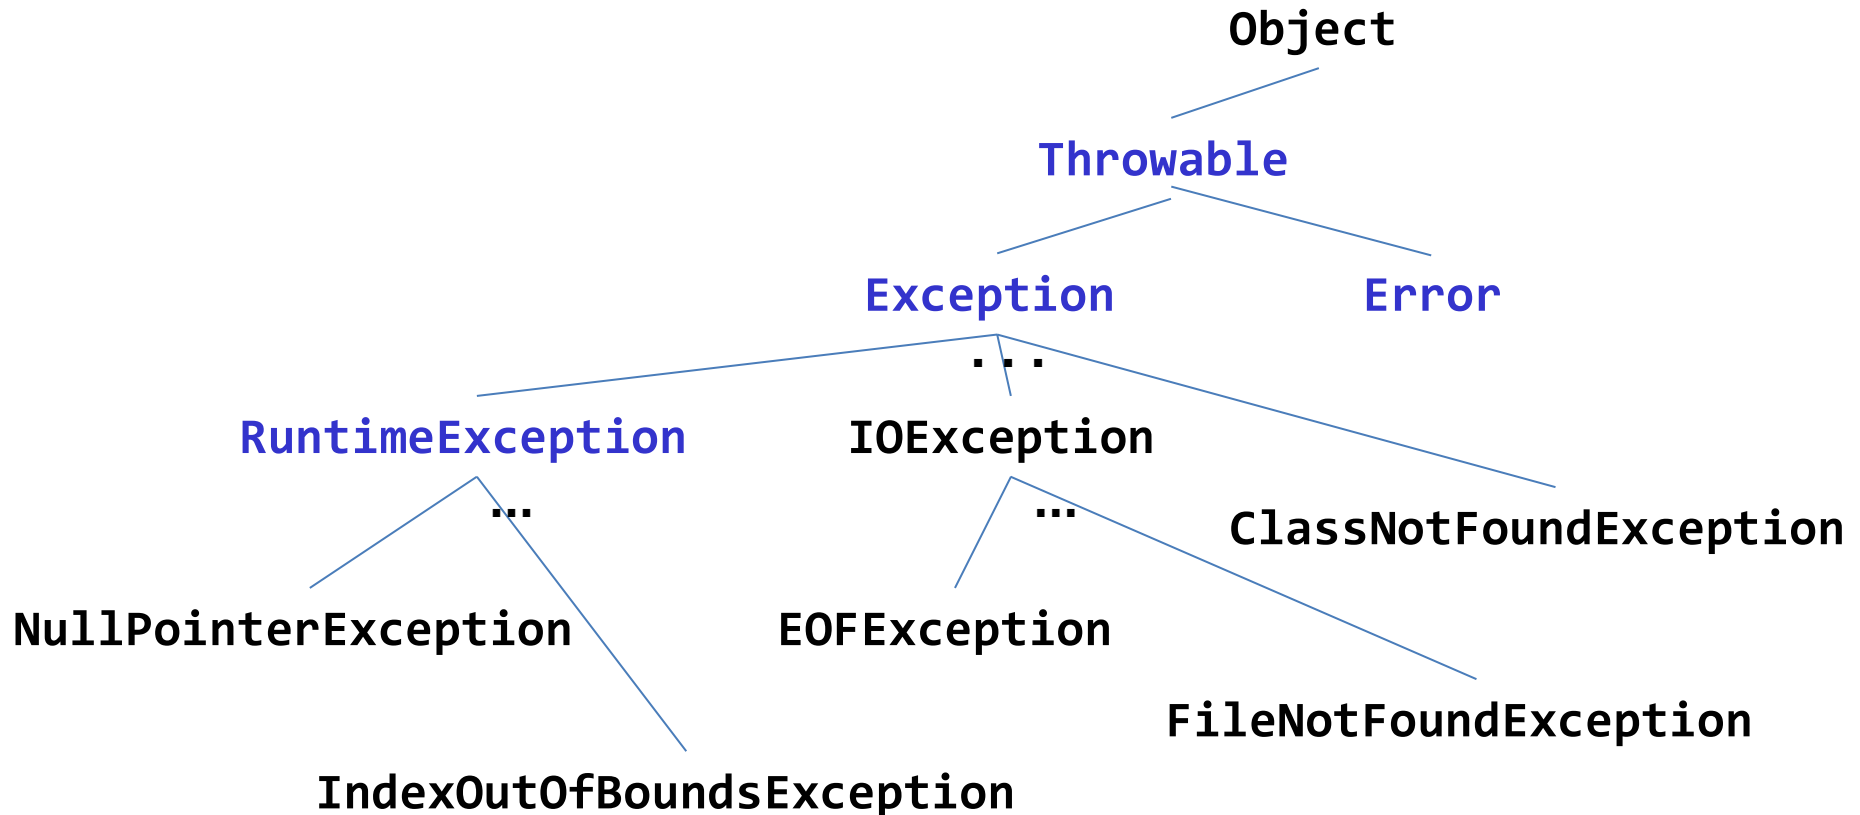 Object
Throwable
Exception
Error
...
RuntimeException
IOException
...
...
ClassNotFoundException
NullPointerException
EOFException
FileNotFoundException
IndexOutOfBoundsException